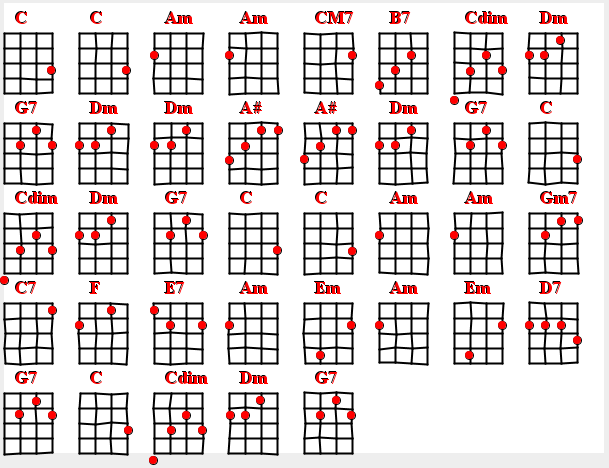 C C Am Am CM7 B7 Cdim Dm
G7 Dm Dm A# A# Dm G7 C
Cdim Dm G7 C C Am Am Gm7
C7 F E7 Am Em Am Em D7
G7 C Cdim Dm G7